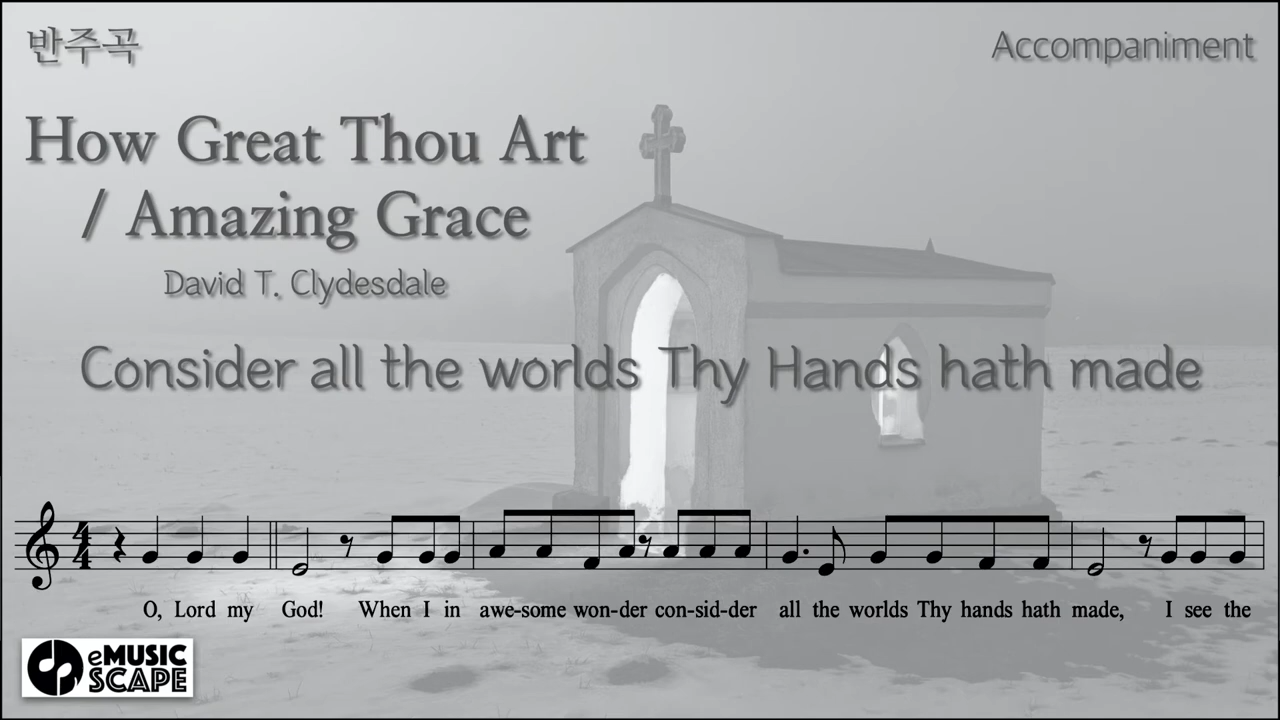 반주곡
Accompaniment
How Great Thou Art
/ Amazing Grace
David T. Clydesdale
Consider all the worlds Thy Hands hath made
O, Lord my God! When I in awe-some won-der con-sid-der all the worlds Thy hands hath made, I see the
eMUSIC
SCAPE